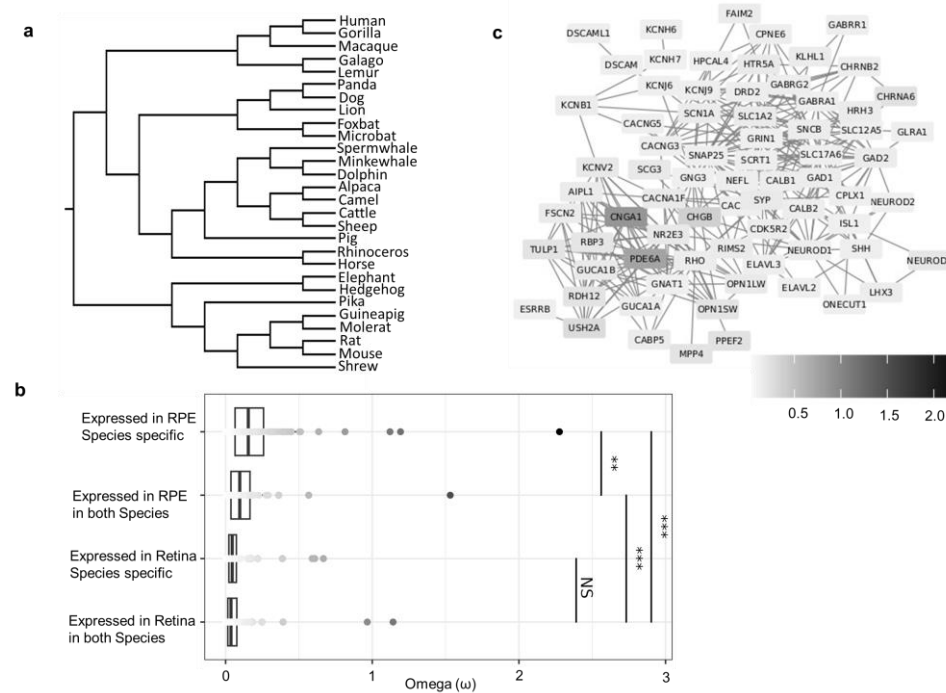 a
Human
Gorilla
Macaque
Galago
Lemur
Panda
Dog
Lion
Foxbat
Microbat
Spermwhale
Minkewhale
Dolphin
Alpaca
Camel
Cattle
Sheep
Pig
Rhinoceros
Horse
Elephant
Hedgehog
Pika
Guineapig
Molerat
Rat
Mouse
Shrew
c
FAIM2
GABRR1
DSCAML1
KCNH6
CPNE6
DSCAM
KCNH7
HPCAL4
HTR5A
KLHL1
CHRNB2
KCNB1
KCNJ6
KCNJ9
DRD2
GABRG2
GABRA1
CHRNA6
SCN1A
SLC1A2
HRH3
CACNG5
SNCB
SLC12A5
GLRA1
CACNG3
GRIN1
SNAP25
SCRT1
SLC17A6
GAD2
KCNV2
SCG3
GNG3
NEFL
CALB1
GAD1
AIPL1
CACNA1F
CAC
SYP
CPLX1
NEUROD2
FSCN2
CNGA1
CHGB
CALB2
ISL1
TULP1
RBP3
NR2E3
RIMS2
CDK5R2
NEUROD1
SHH
GUCA1B
PDE6A
RHO
ELAVL3
NEUROD
RDH12
GNAT1
OPN1LW
ELAVL2
LHX3
ESRRB
GUCA1A
OPN1SW
ONECUT1
USH2A
CABP5
PPEF2
MPP4
0.5 1.0 1.5 2.0
b
Expressed in RPE
Species specific
Expressed in RPE
in both Species
Expressed in Retina
Species specific
Expressed in Retina
in both Species
**
***
***
NS
0 1 2 3
Omega (ω)